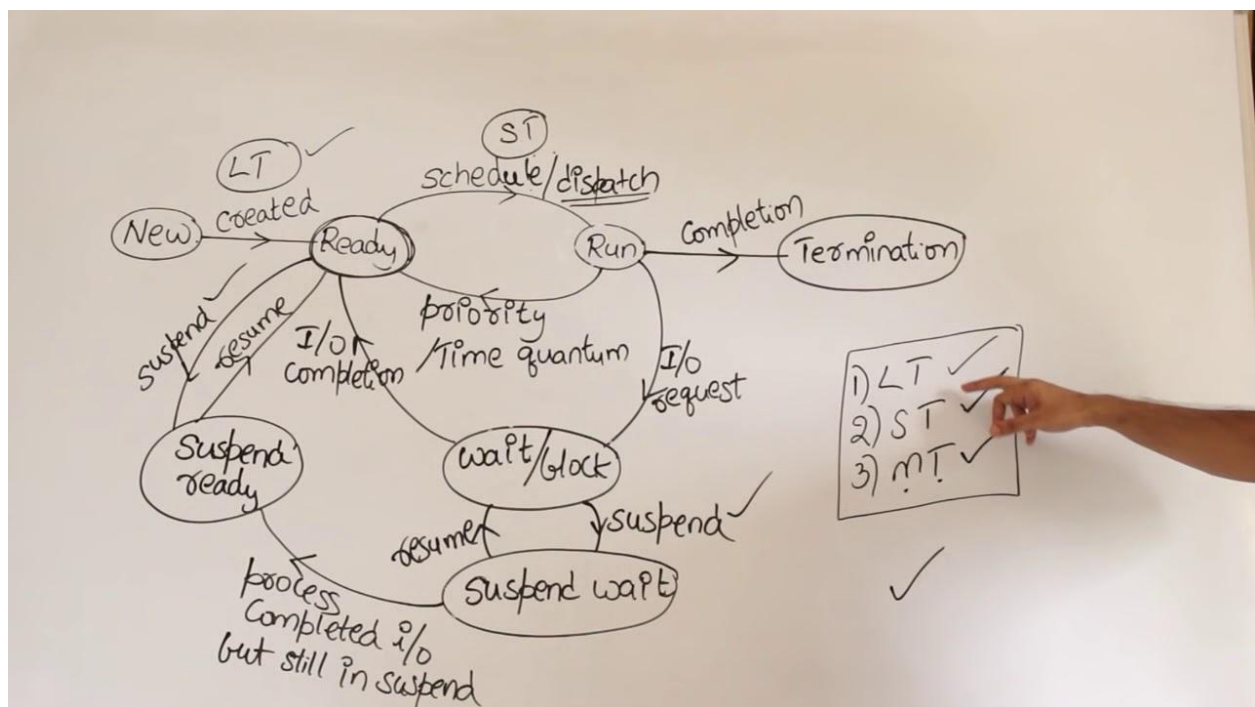 ST
LT
schedule/dispatch
New
created
Ready
Run
completion
Termination
suspend
resume
I/O
completion
priority
/Time quantum
I/O
request
1) LT
2) ST
3) MT
suspend
ready
wait/block
resume
suspend
suspend wait
process
completed i/o
but still in suspend